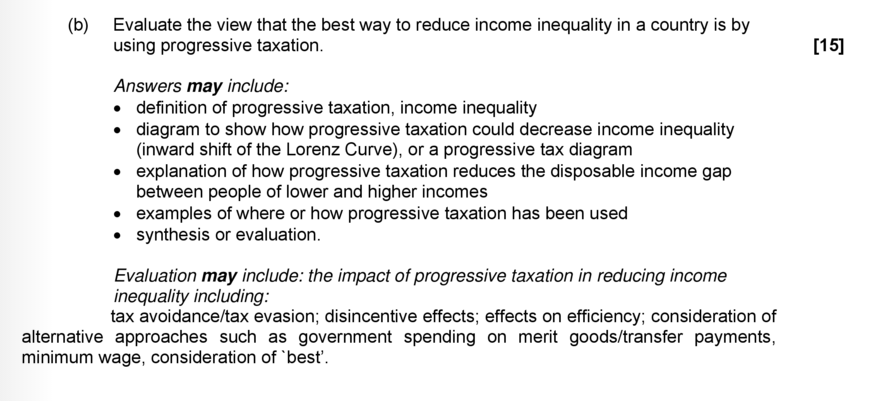 (b) Evaluate the view that the best way to reduce income inequality in a country is by
using progressive taxation. [15]
Answers may include:
• definition of progressive taxation, income inequality
• diagram to show how progressive taxation could decrease income inequality
(inward shift of the Lorenz Curve), or a progressive tax diagram
• explanation of how progressive taxation reduces the disposable income gap
between people of lower and higher incomes
• examples of where or how progressive taxation has been used
• synthesis or evaluation.
Evaluation may include: the impact of progressive taxation in reducing income
inequality including:
tax avoidance/tax evasion; disincentive effects; effects on efficiency; consideration of
alternative approaches such as government spending on merit goods/transfer payments,
minimum wage, consideration of `best'.